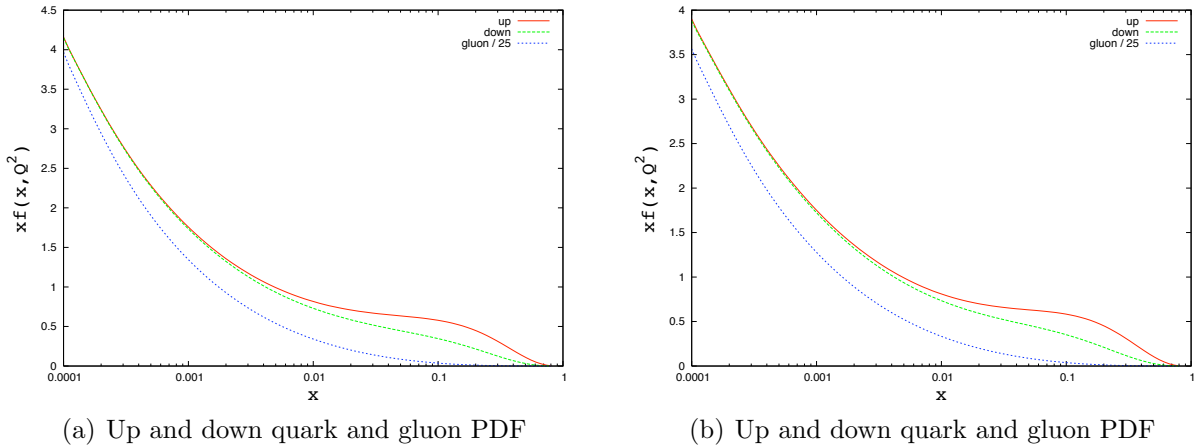 up
down
gluon / 25
4.5
4
3.5
3
2.5
2
1.5
1
0.5
0
xf(x,Q²)
0.0001 0.001 0.01 0.1 1
x
(a) Up and down quark and gluon PDF
up
down
gluon / 25
4
3.5
3
2.5
2
1.5
1
0.5
0
xf(x,Q²)
0.0001 0.001 0.01 0.1 1
x
(b) Up and down quark and gluon PDF